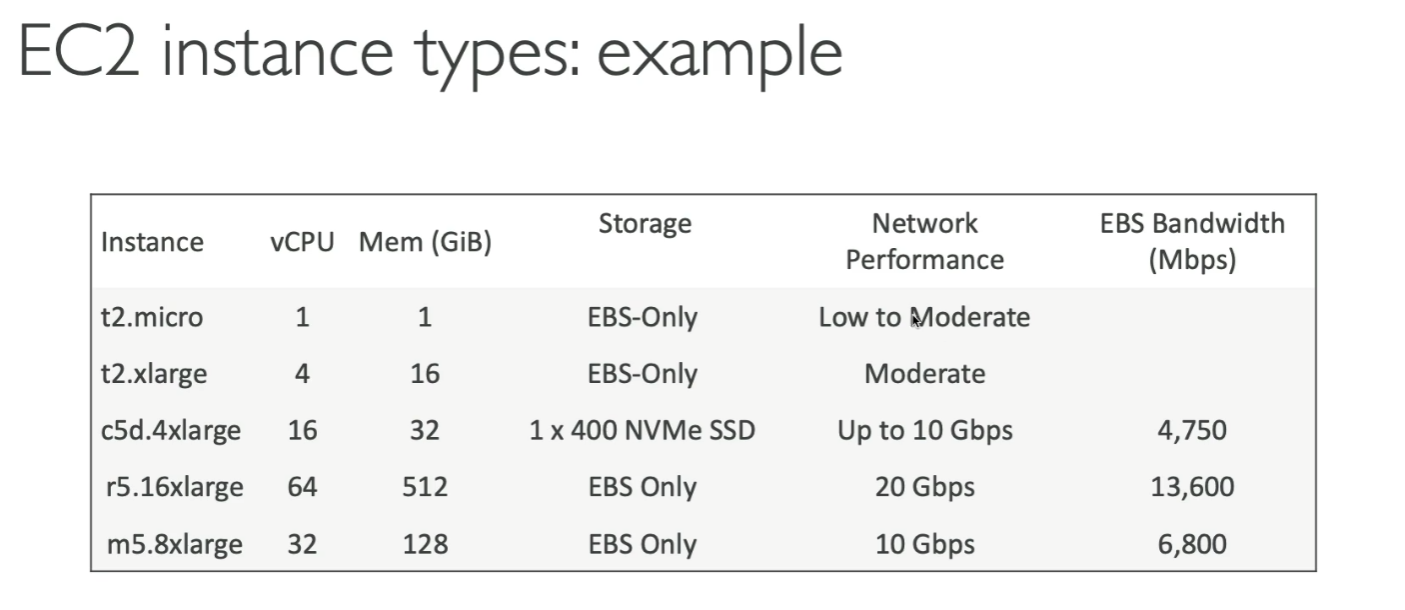 EC2 instance types: example
Instance vCPU Mem (GiB) Storage Network Performance EBS Bandwidth (Mbps)
t2.micro 1 1 EBS-Only Low to Moderate
t2.xlarge 4 16 EBS-Only Moderate
c5d.4xlarge 16 32 1 x 400 NVMe SSD Up to 10 Gbps 4,750
r5.16xlarge 64 512 EBS Only 20 Gbps 13,600
m5.8xlarge 32 128 EBS Only 10 Gbps 6,800